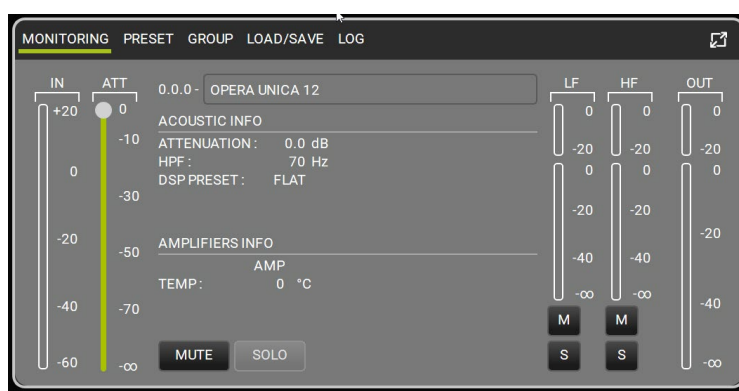 MONITORING PRESET GROUP LOAD/SAVE LOG
IN ATT LF HF OUT
0.0.0 - OPERA UNICA 12
+20 0 0 0 0
ACOUSTIC INFO
-10 ATTENUATION : 0.0 dB -20 -20 -20
HPF : 70 Hz
0 0 0 0
DSP PRESET : FLAT
-30
-20 -20
-20 -20
AMPLIFIERS INFO
-50
AMP -40 -40
TEMP : 0 °C
-∞ -∞
-40 -70 -40
M M
MUTE SOLO S S
-60 -∞ -∞